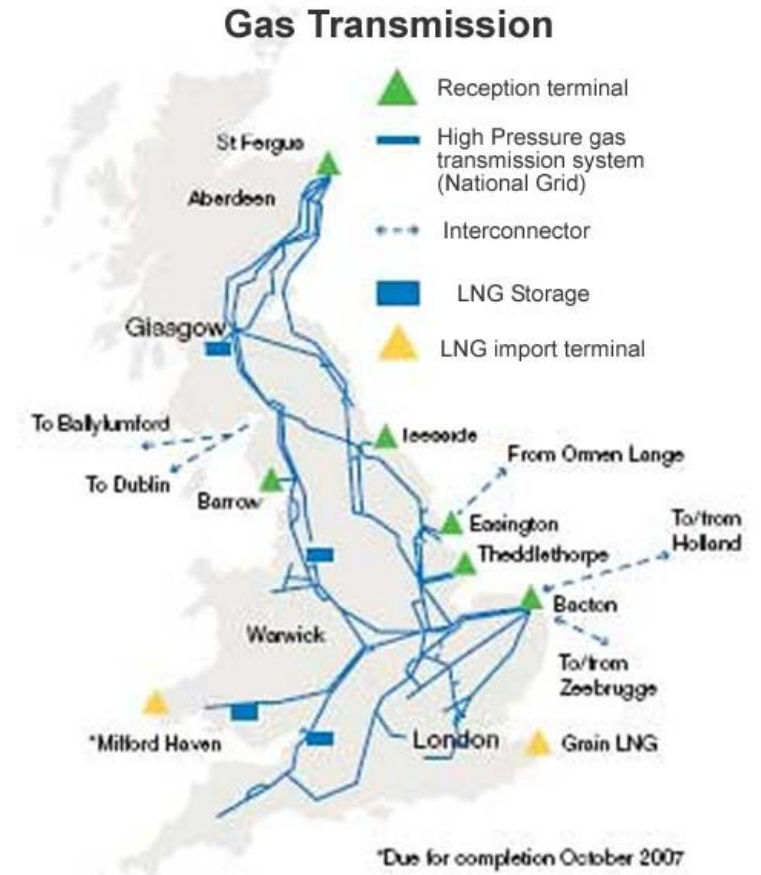 Gas Transmission
Reception terminal
High Pressure gas
transmission system
(National Grid)
Interconnector
LNG Storage
LNG import terminal
St Fergus
Aberdeen
Glasgow
To Ballylumford
To Dublin
Barrow
Teesside
From Ormen Lange
Easington
To/from
Holland
Theddlethorpe
Bacton
To/from
Zeebrugge
Warwick
*Milford Haven
London
Grain LNG
*Due for completion October 2007